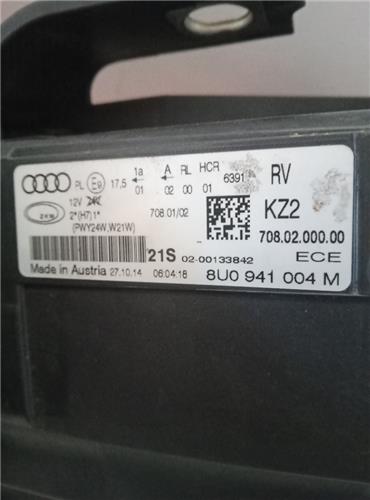 PL E9 17,5 1a A RL HCR 6391 RV
01 02 00 01
12V
ZKW 2*(H7)1* 708.01/02 KZ2
(PWY24W,W21W) 708.02.000.00
21S 02-00133842 ECE
Made in Austria 27.10.14 06:04:18 8U0 941 004 M